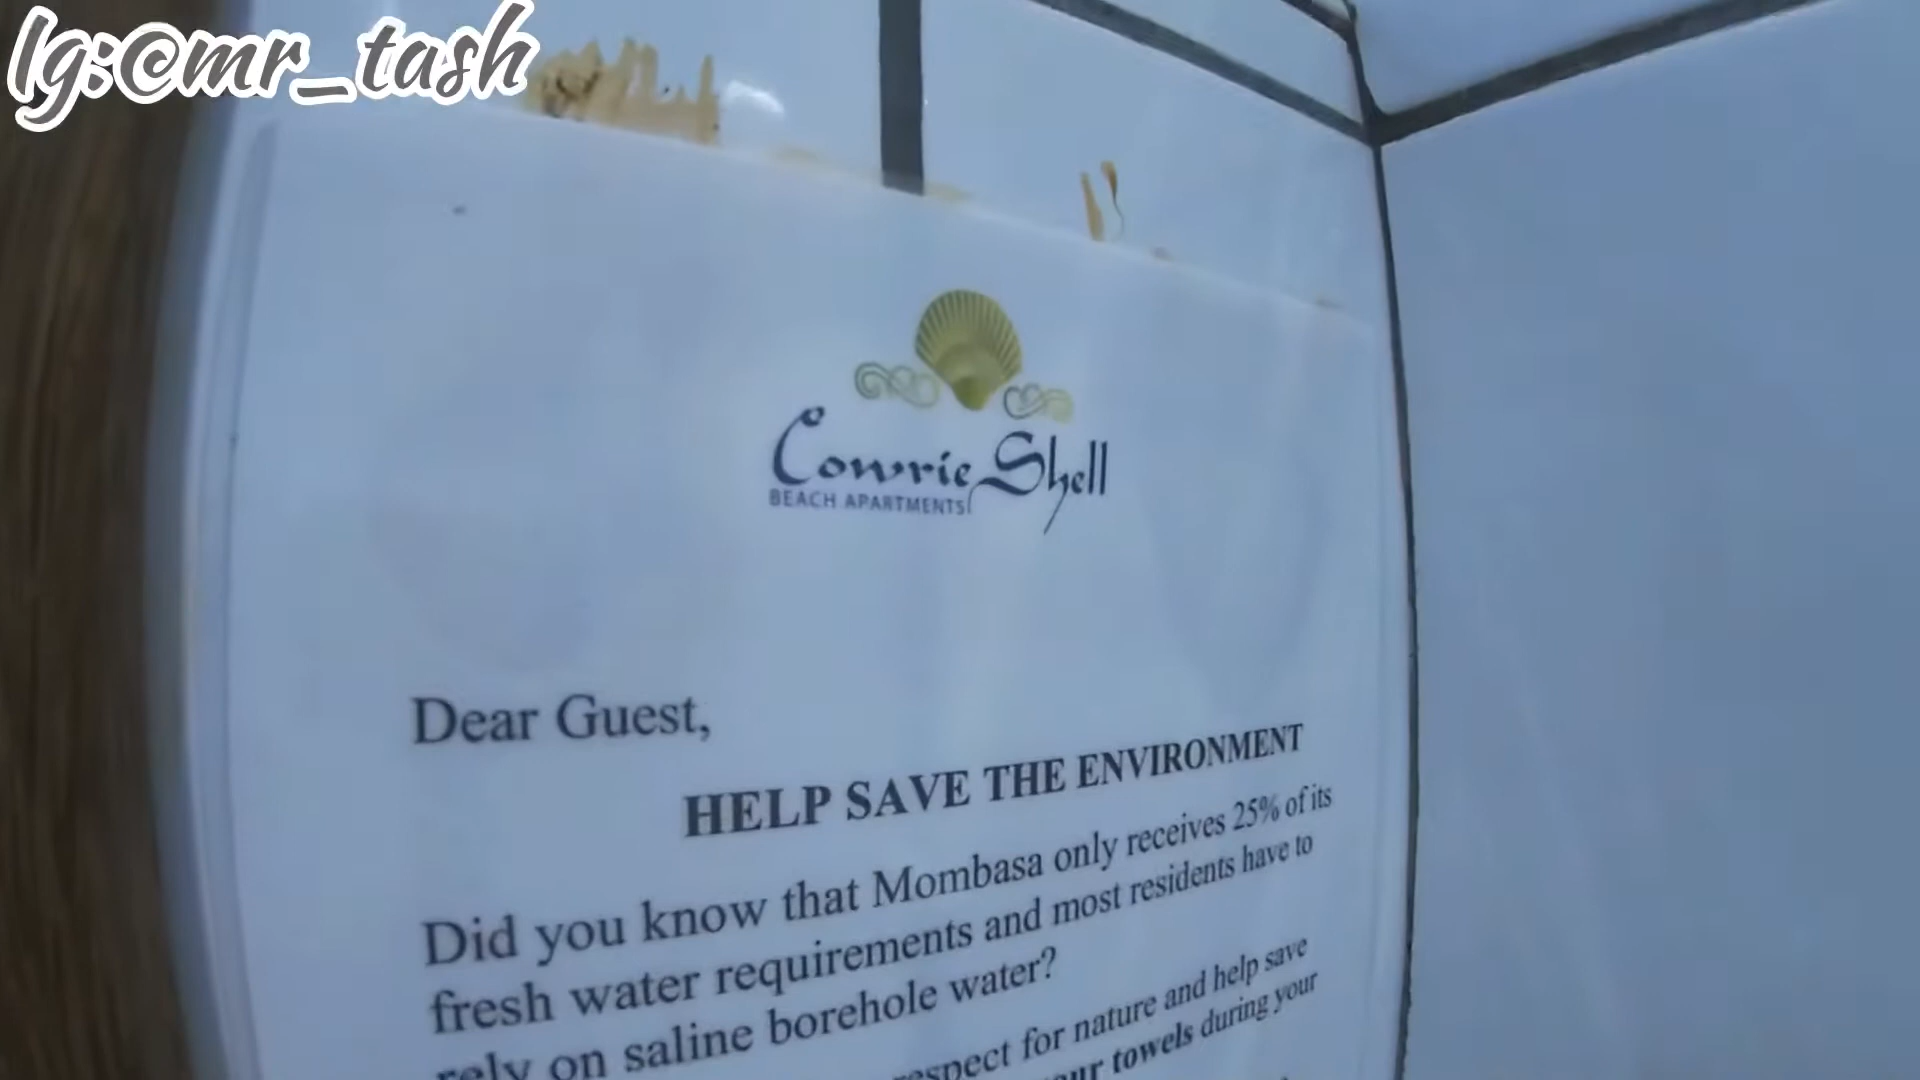 Ig:@mr_tash
Cowrie Shell
BEACH APARTMENTS
Dear Guest,
HELP SAVE THE ENVIRONMENT
Did you know that Mombasa only receives 25% of its
fresh water requirements and most residents have to
rely on saline borehole water?
respect for nature and help save
your towels during your